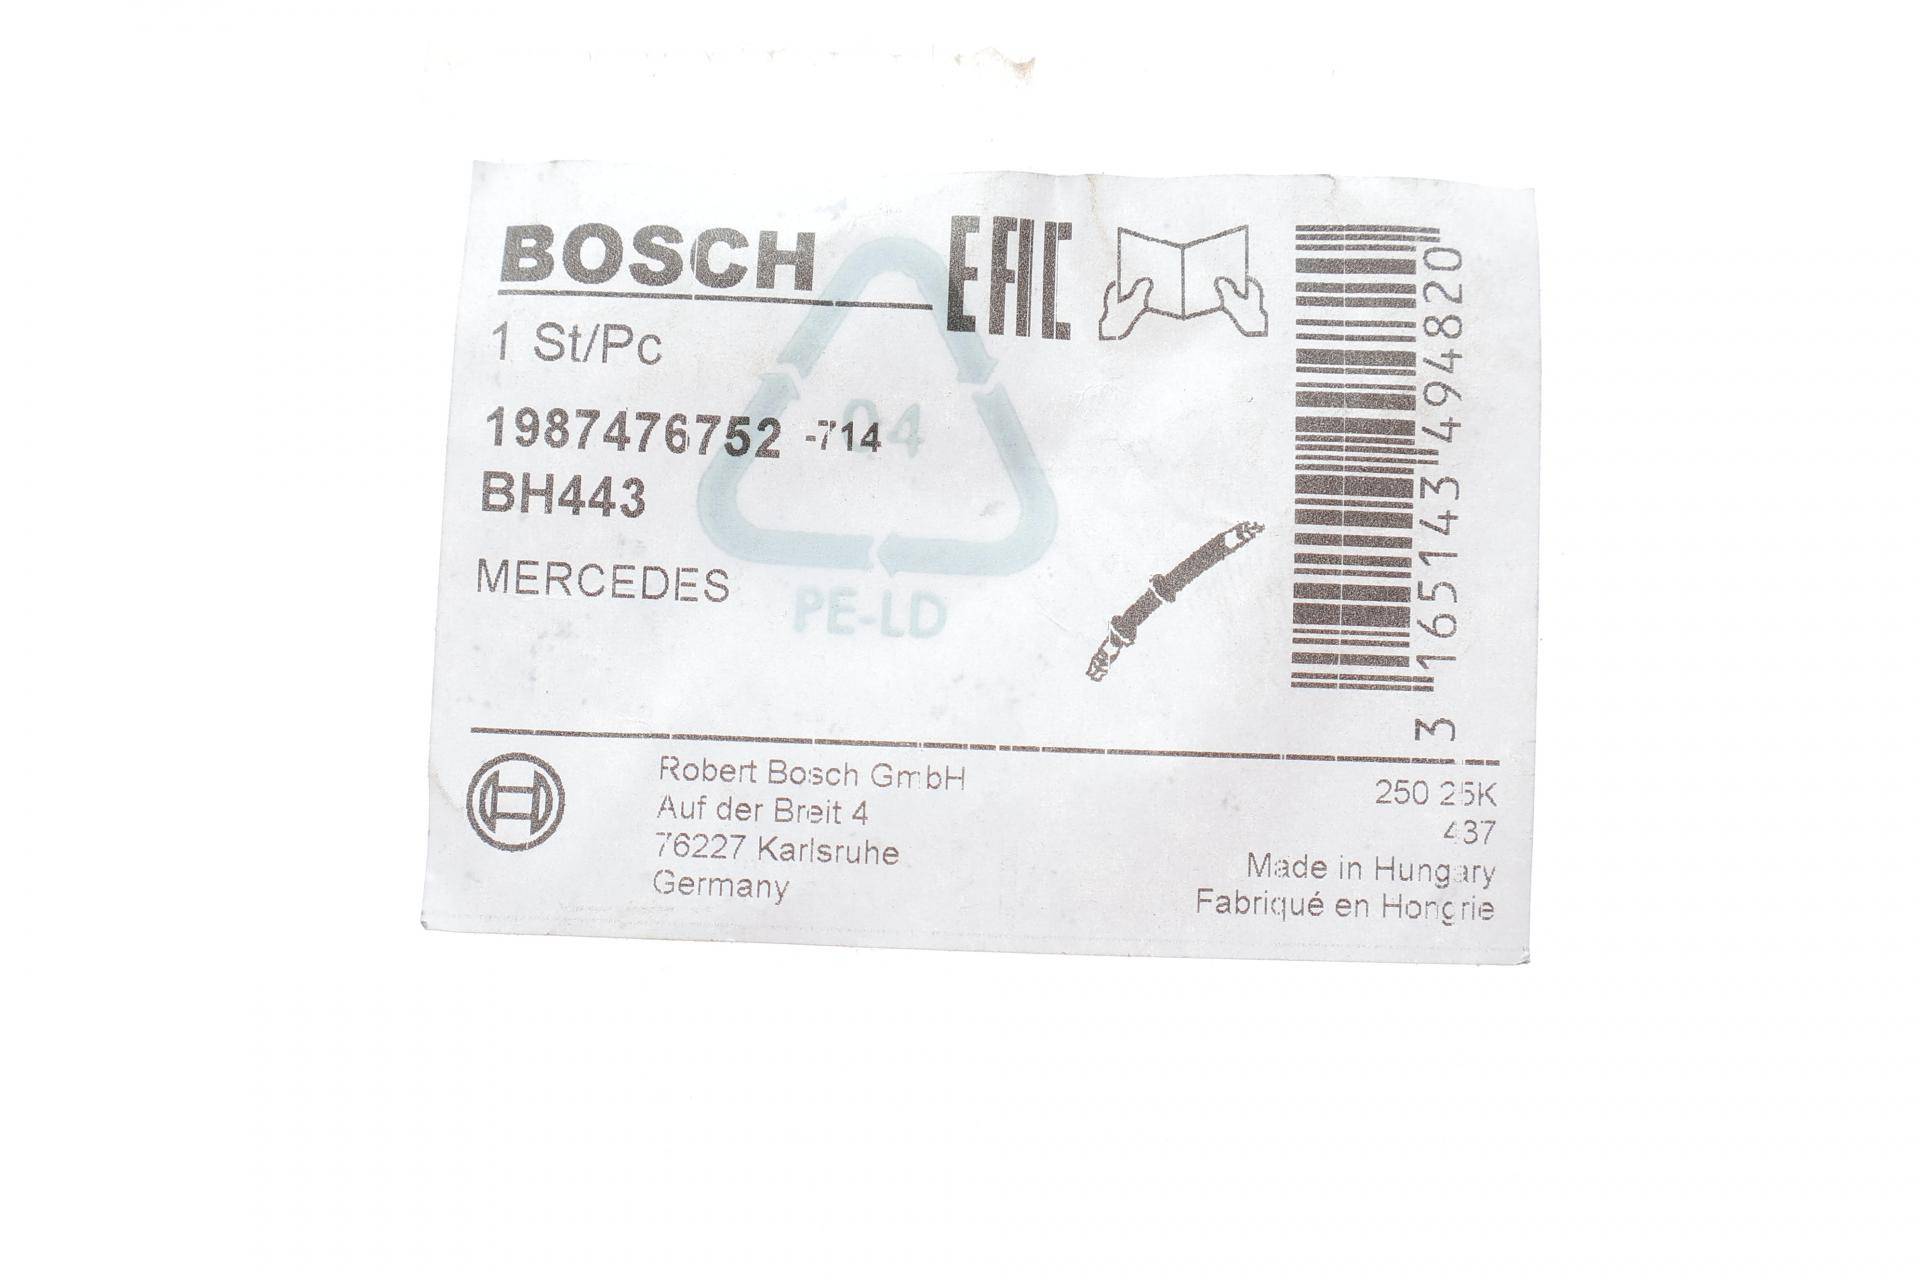 BOSCH
EAC
1 St/Pc
1987476752 -714
BH443
MERCEDES
04
PE-LD
3 165143 494820
Robert Bosch GmbH
Auf der Breit 4
76227 Karlsruhe
Germany
250 25K
437
Made in Hungary
Fabriqué en Hongrie